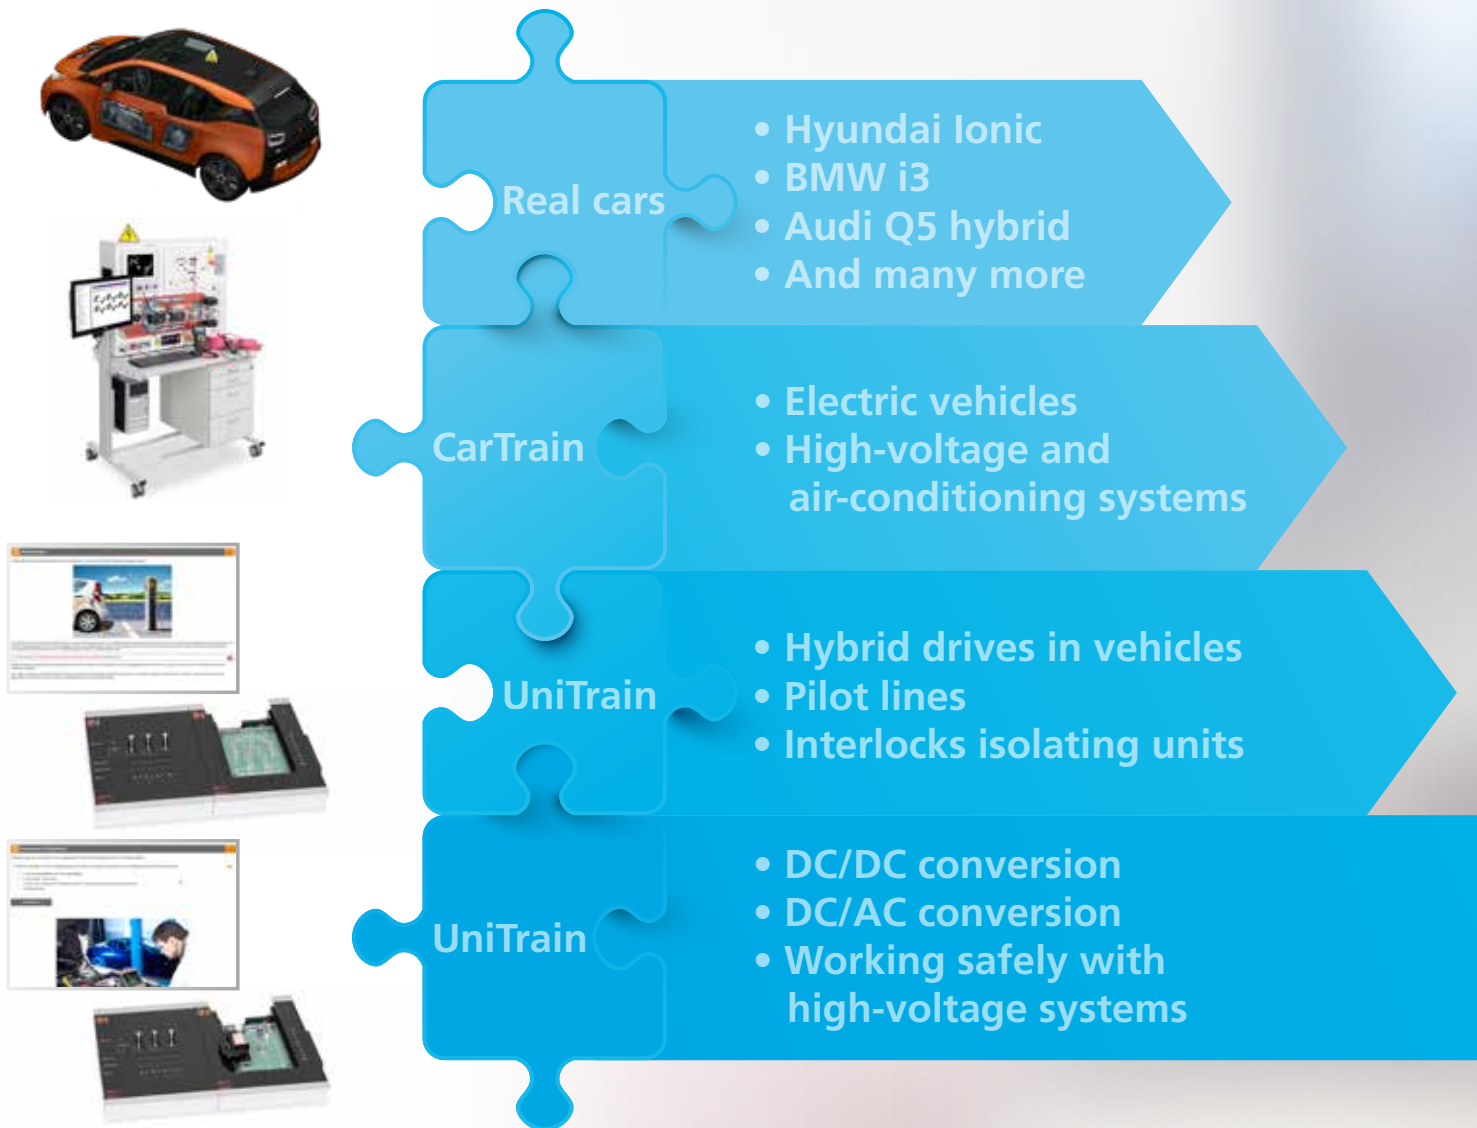 Real cars
• Hyundai Ionic
• BMW i3
• Audi Q5 hybrid
• And many more
CarTrain
• Electric vehicles
• High-voltage and
air-conditioning systems
UniTrain
• Hybrid drives in vehicles
• Pilot lines
• Interlocks isolating units
UniTrain
• DC/DC conversion
• DC/AC conversion
• Working safely with
high-voltage systems